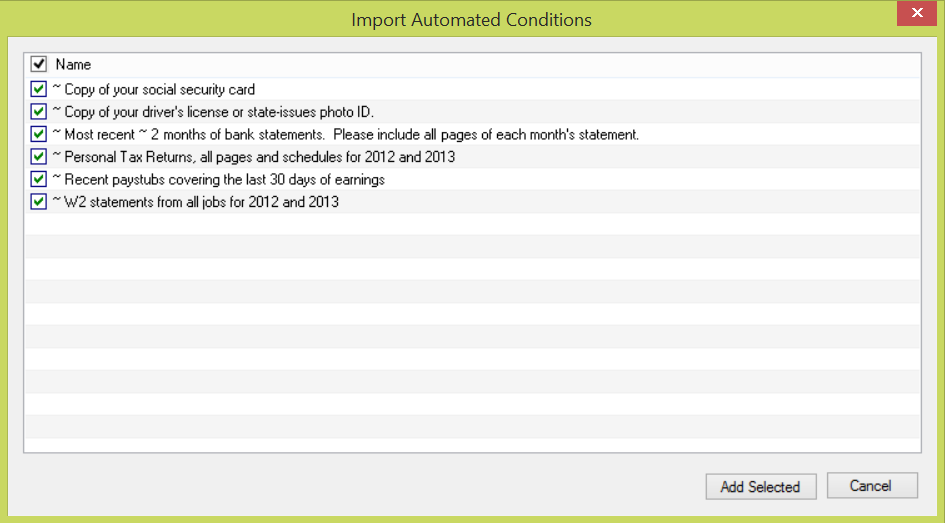 Import Automated Conditions
Name
~ Copy of your social security card
~ Copy of your driver's license or state-issues photo ID.
~ Most recent ~ 2 months of bank statements.  Please include all pages of each month's statement.
~ Personal Tax Returns, all pages and schedules for 2012 and 2013
~ Recent paystubs covering the last 30 days of earnings
~ W2 statements from all jobs for 2012 and 2013
Add Selected
Cancel